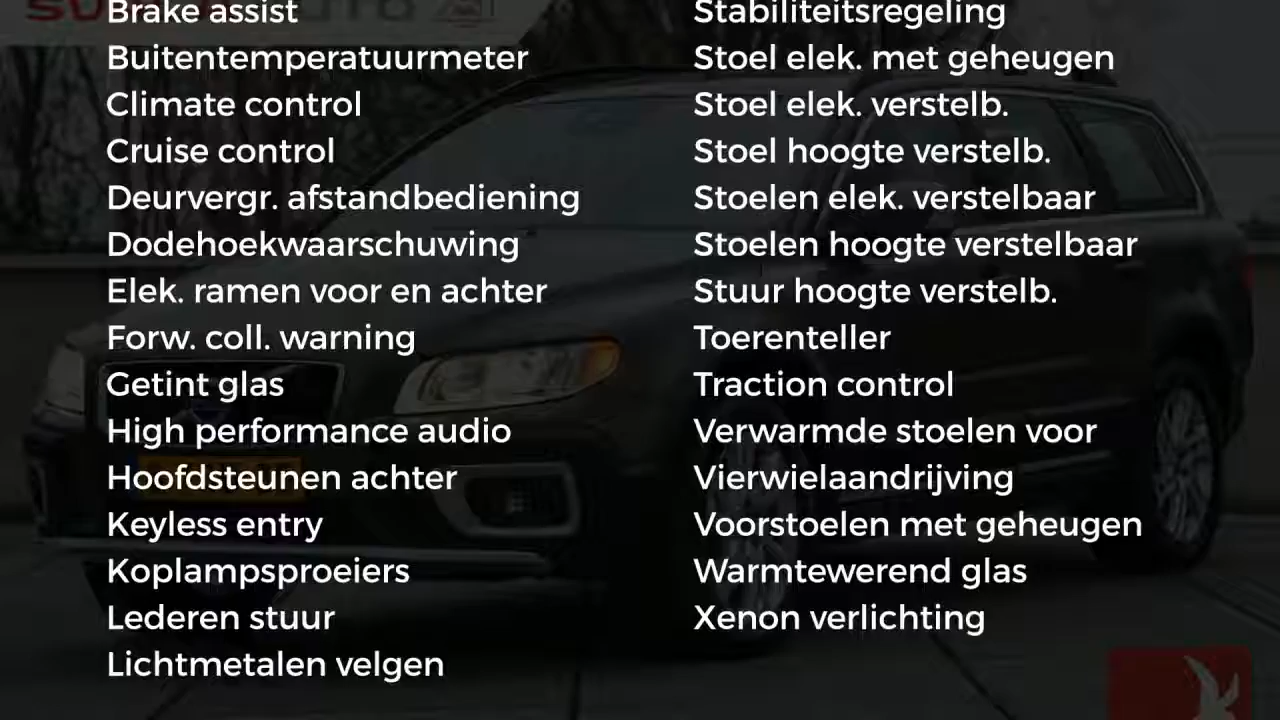 Brake assist
Buitentemperatuurmeter
Climate control
Cruise control
Deurvergr. afstandbediening
Dodehoekwaarschuwing
Elek. ramen voor en achter
Forw. coll. warning
Getint glas
High performance audio
Hoofdsteunen achter
Keyless entry
Koplampsproeiers
Lederen stuur
Lichtmetalen velgen
Stabiliteitsregeling
Stoel elek. met geheugen
Stoel elek. verstelb.
Stoel hoogte verstelb.
Stoelen elek. verstelbaar
Stoelen hoogte verstelbaar
Stuur hoogte verstelb.
Toerenteller
Traction control
Verwarmde stoelen voor
Vierwielaandrijving
Voorstoelen met geheugen
Warmtewerend glas
Xenon verlichting